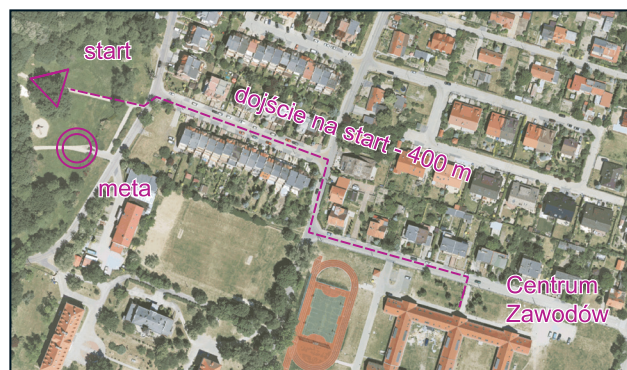 start
dojście na start - 400 m
meta
Centrum
Zawodów